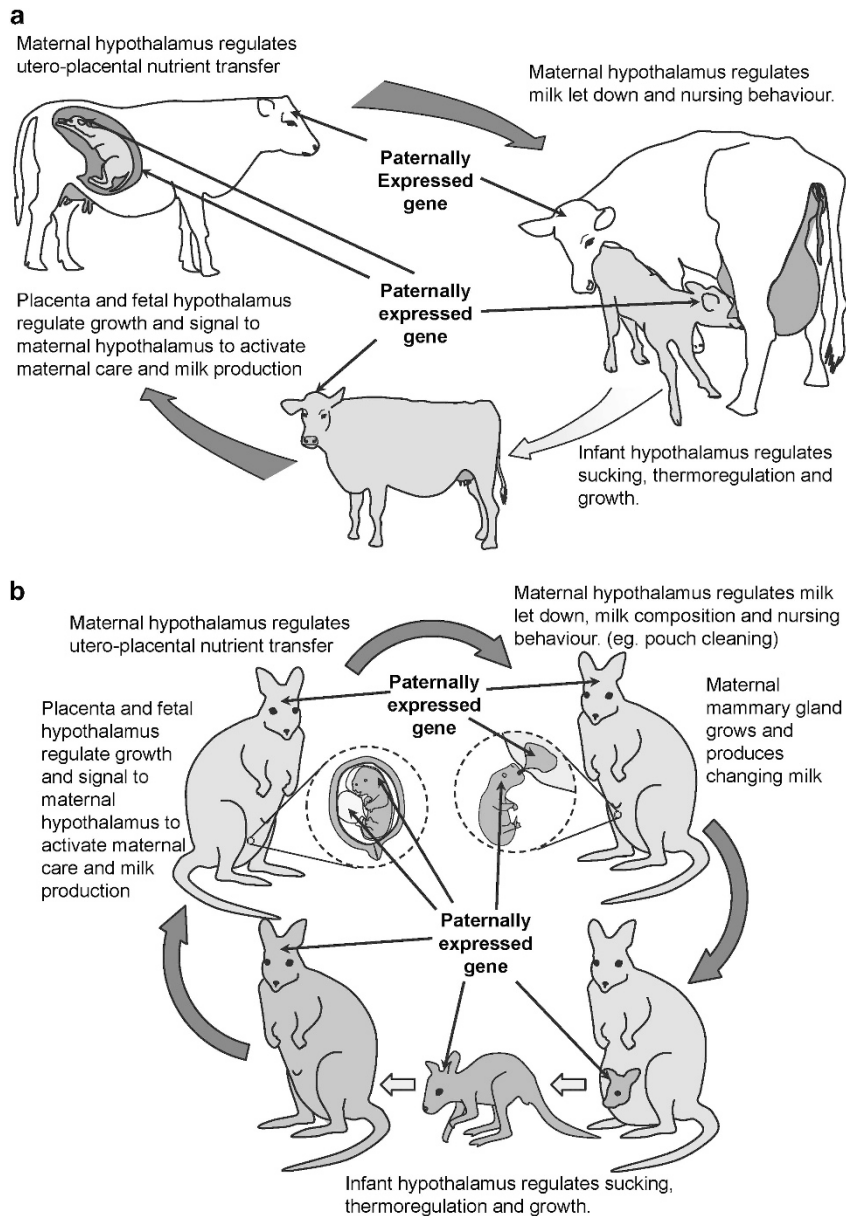 a
Maternal hypothalamus regulates
utero-placental nutrient transfer
Maternal hypothalamus regulates
milk let down and nursing behaviour.
Paternally
Expressed
gene
Paternally
expressed
gene
Placenta and fetal hypothalamus
regulate growth and signal to
maternal hypothalamus to activate
maternal care and milk production
Infant hypothalamus regulates
sucking, thermoregulation and
growth.
b
Maternal hypothalamus regulates
utero-placental nutrient transfer
Maternal hypothalamus regulates milk
let down, milk composition and nursing
behaviour. (eg. pouch cleaning)
Placenta and fetal
hypothalamus
regulate growth
and signal to
maternal
hypothalamus to
activate maternal
care and milk
production
Paternally
expressed
gene
Maternal
mammary gland
grows and
produces
changing milk
Paternally
expressed
gene
Infant hypothalamus regulates sucking,
thermoregulation and growth.